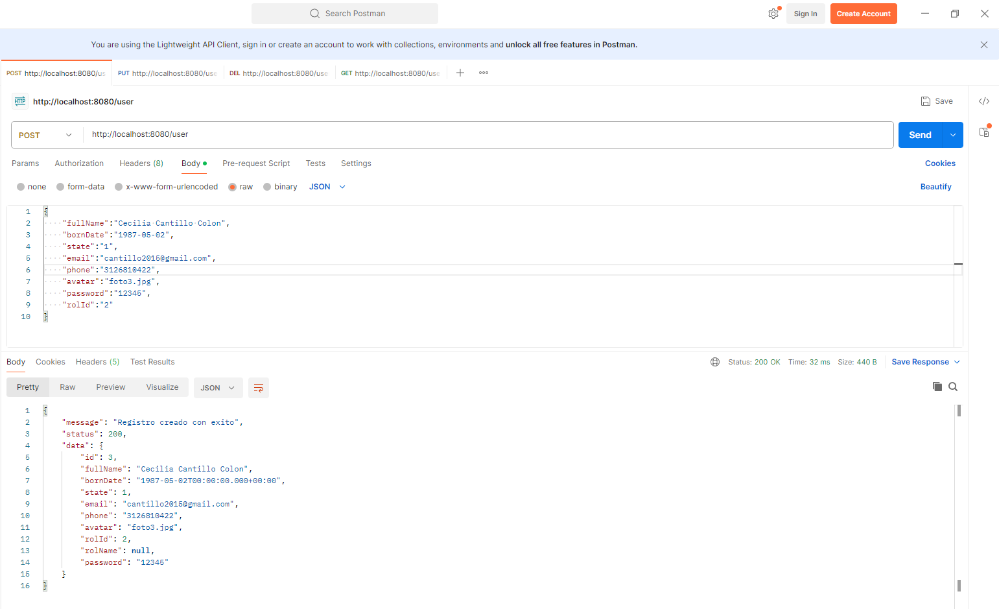 Search Postman
Sign In
Create Account
You are using the Lightweight API Client, sign in or create an account to work with collections, environments and unlock all free features in Postman.
POST http://localhost:8080/us
PUT http://localhost:8080/use
DEL http://localhost:8080/use
GET http://localhost:8080/use
HTTP http://localhost:8080/user
Save
POST http://localhost:8080/user
Send
Params Authorization Headers (8) Body Pre-request Script Tests Settings Cookies
none form-data x-www-form-urlencoded raw binary JSON Beautify
1 {
2 "fullName":"Cecilia Cantillo Colon",
3 "bornDate":"1987-05-02",
4 "state":"1",
5 "email":"cantillo2015@gmail.com",
6 "phone":"3126810422",
7 "avatar":"foto3.jpg",
8 "password":"12345",
9 "rolId":"2"
10 }
Body Cookies Headers (5) Test Results Status: 200 OK Time: 32 ms Size: 440 B Save Response
Pretty Raw Preview Visualize JSON
1 {
2 "message": "Registro creado con exito",
3 "status": 200,
4 "data": {
5 "id": 3,
6 "fullName": "Cecilia Cantillo Colon",
7 "bornDate": "1987-05-02T00:00:00.000+00:00",
8 "state": 1,
9 "email": "cantillo2015@gmail.com",
10 "phone": "3126810422",
11 "avatar": "foto3.jpg",
12 "rolId": 2,
13 "rolName": null,
14 "password": "12345"
15 }
16 }